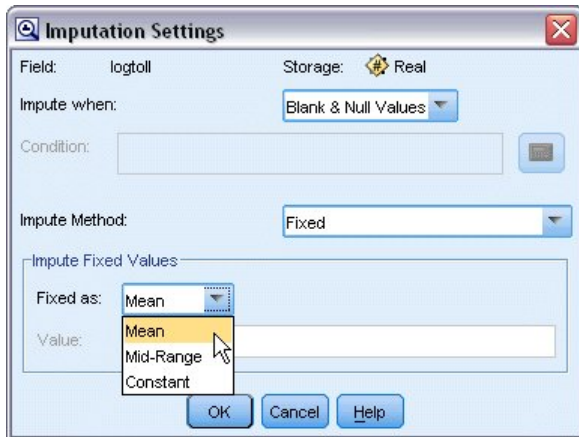 Imputation Settings
Field: logtoll Storage: # Real
Impute when: Blank & Null Values
Condition:
Impute Method: Fixed
Impute Fixed Values
Fixed as: Mean
Value:
Mean
Mid-Range
Constant
OK Cancel Help